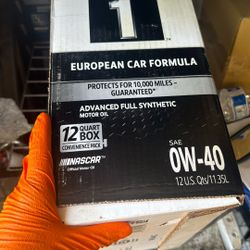 1
EUROPEAN CAR FORMULA
PROTECTS FOR 10,000 MILES –
GUARANTEED*
ADVANCED FULL SYNTHETIC
MOTOR OIL
12 QUART
BOX
CONVENIENCE PACK
NASCAR
SAE
0W-40
12 U.S. Qts/11.35L